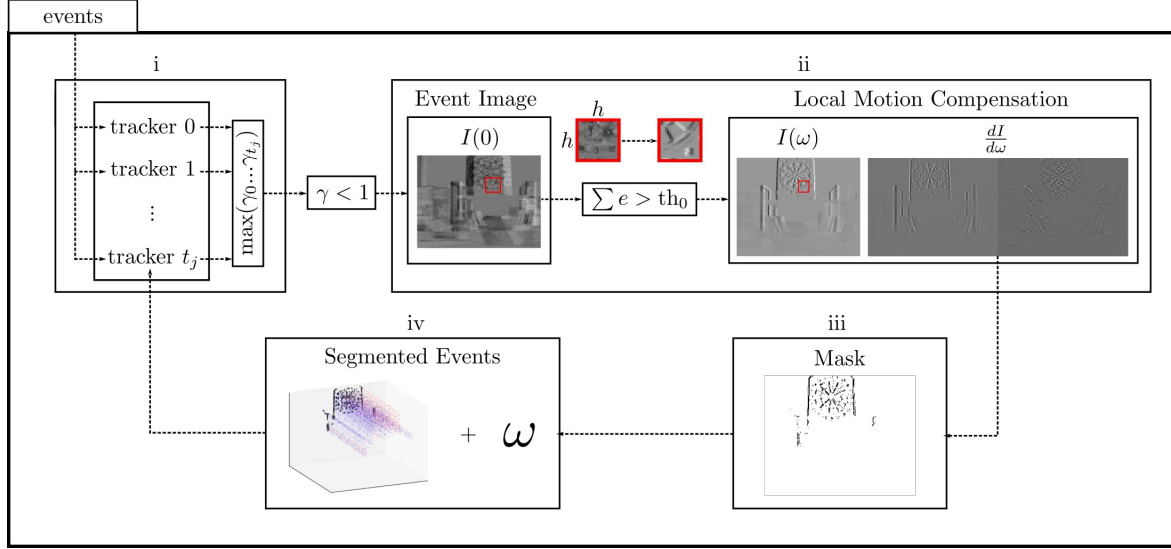 events
i
tracker 0
tracker 1
⋮
tracker t_j
max(γ_0...γ_{t_j})
γ < 1
ii
Event Image
I(0)
h
h
∑ e > th_0
Local Motion Compensation
I(ω)
dI/dω
iii
Mask
iv
Segmented Events
+ ω